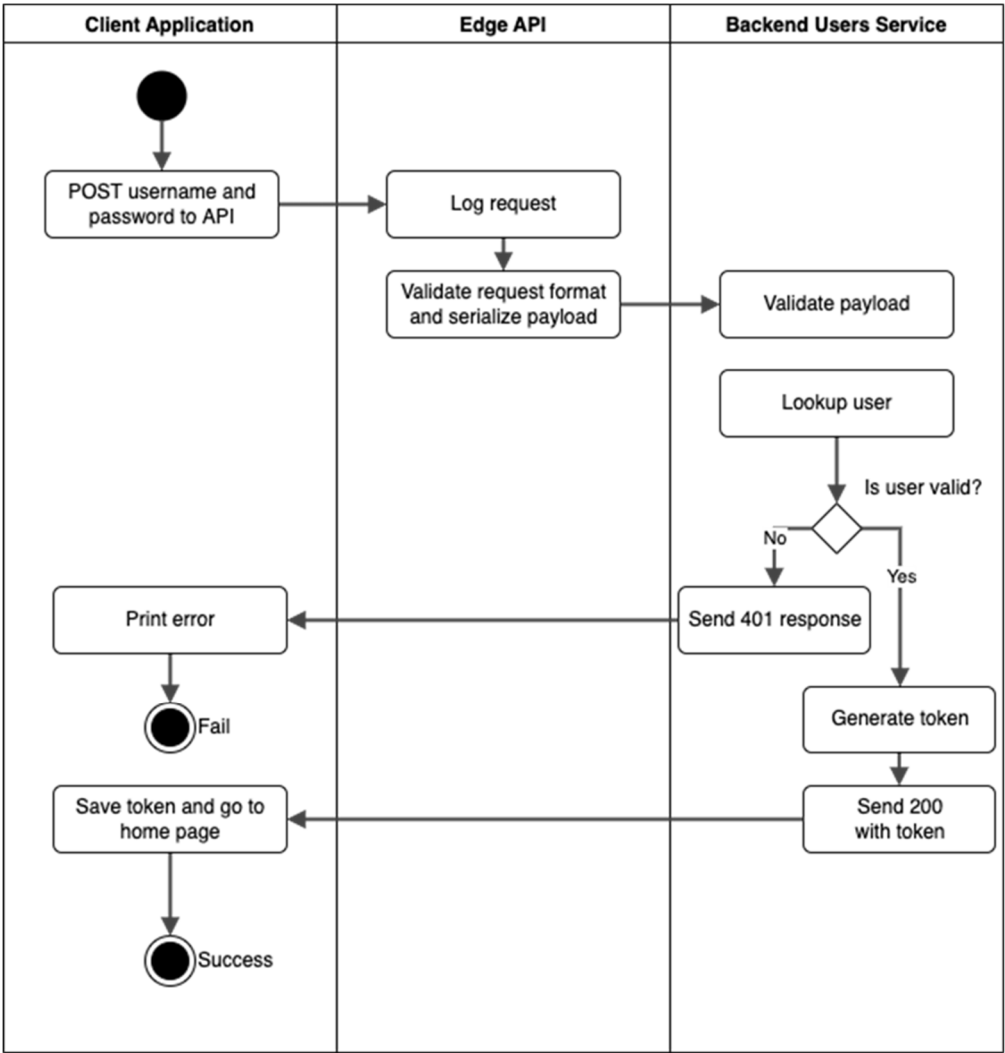 Client Application
Edge API
Backend Users Service
POST username and
password to API
Log request
Validate request format
and serialize payload
Validate payload
Lookup user
Is user valid?
No
Yes
Print error
Send 401 response
Fail
Generate token
Save token and go to
home page
Send 200
with token
Success